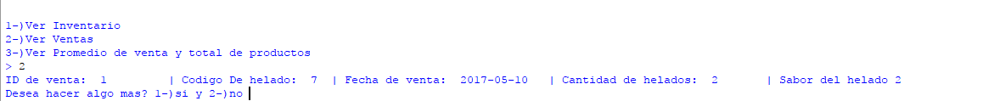 1-)Ver Inventario
2-)Ver Ventas
3-)Ver Promedio de venta y total de productos
> 2
ID de venta:  1         | Codigo De helado:  7  | Fecha de venta:  2017-05-10   | Cantidad de helados:  2       | Sabor del helado 2
Desea hacer algo mas? 1-)si y 2-)no